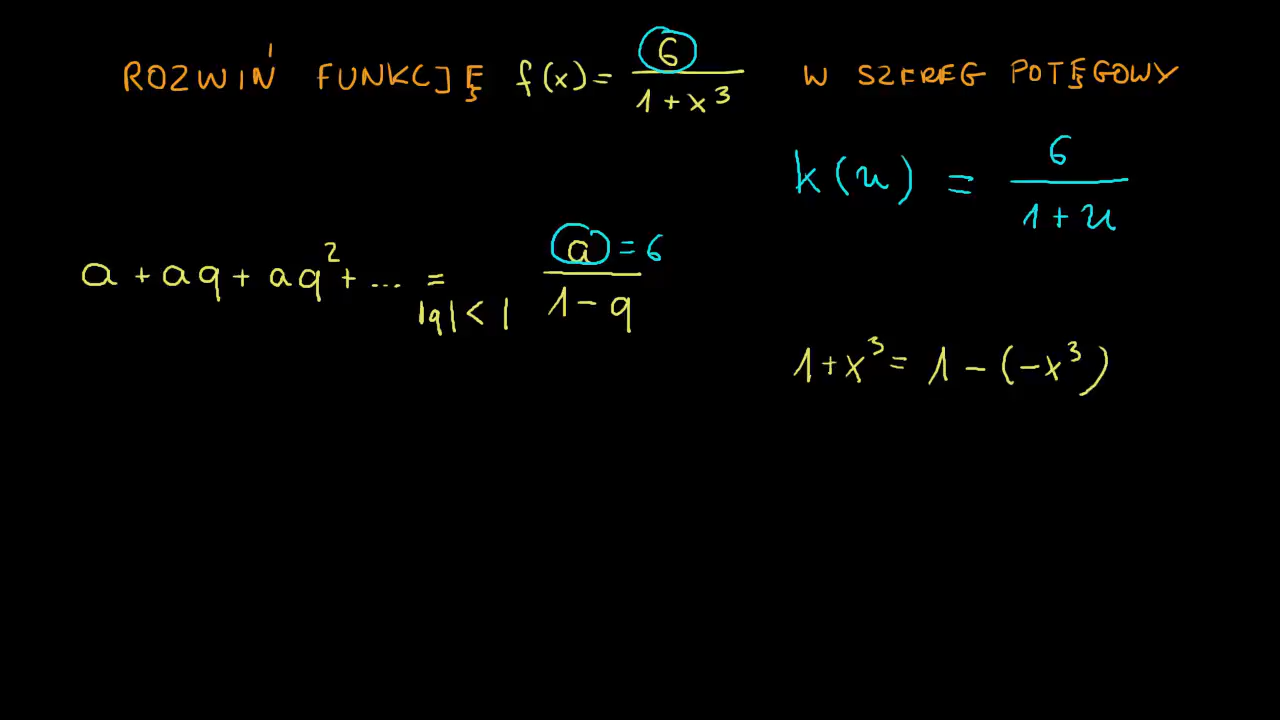 ROZWIŃ FUNKCJĘ f(x) = 6 / (1 + x³) W SZEREG POTĘGOWY
k(u) = 6 / (1 + u)
a + aq + aq² + ... = |q| < 1 a = 6 / (1 - q)
1 + x³ = 1 - (-x³)